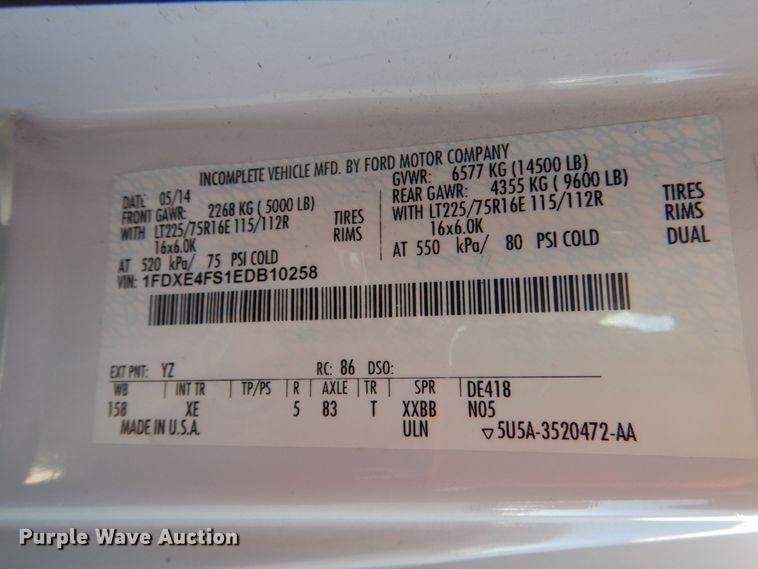 INCOMPLETE VEHICLE MFD. BY FORD MOTOR COMPANY
DATE: 05/14
GVWR: 6577 KG (14500 LB)
FRONT GAWR: 2268 KG ( 5000 LB)
REAR GAWR: 4355 KG ( 9600 LB)
WITH LT225/75R16E 115/112R TIRES
WITH LT225/75R16E 115/112R TIRES
16x6.0K RIMS
16x6.0K RIMS
AT 520 kPa/ 75 PSI COLD
AT 550 kPa/ 80 PSI COLD DUAL
VIN: 1FDXE4FS1EDB10258
EXT PNT: YZ RC: 86 DSO:
WB INT TR TP/PS R AXLE TR SPR DE418
158 XE 5 83 T XXBB N05
MADE IN U.S.A. ULN ▽5U5A-3520472-AA
Purple Wave Auction